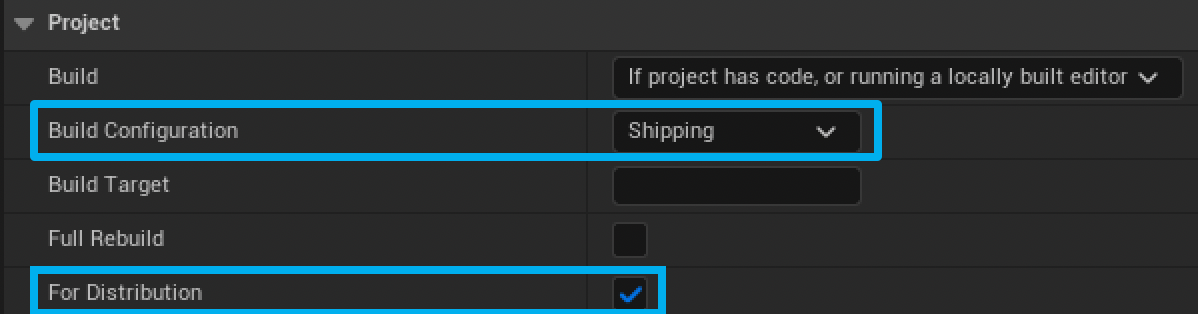 Project
Build If project has code, or running a locally built editor
Build Configuration Shipping
Build Target
Full Rebuild
For Distribution